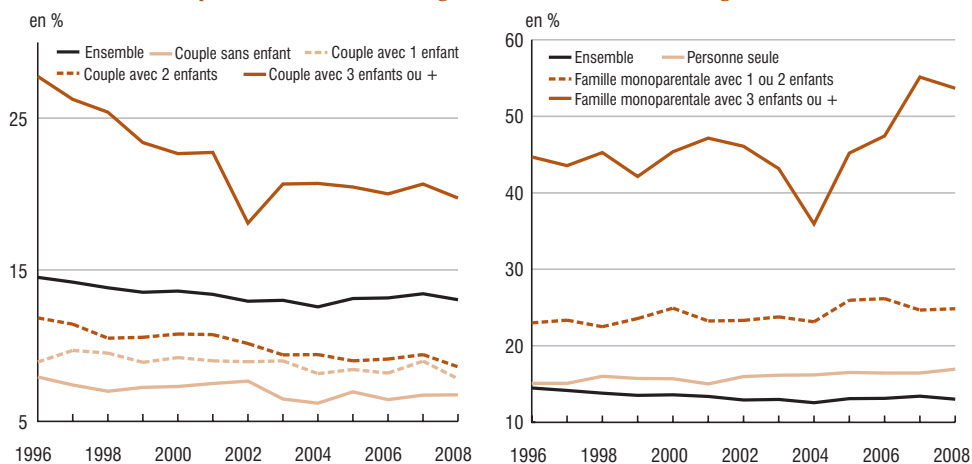 en %
Ensemble Couple sans enfant Couple avec 1 enfant
Couple avec 2 enfants Couple avec 3 enfants ou +
25
15
5
1996 1998 2000 2002 2004 2006 2008
en %
60
Ensemble Personne seule
Famille monoparentale avec 1 ou 2 enfants
Famille monoparentale avec 3 enfants ou +
50
40
30
20
10
1996 1998 2000 2002 2004 2006 2008